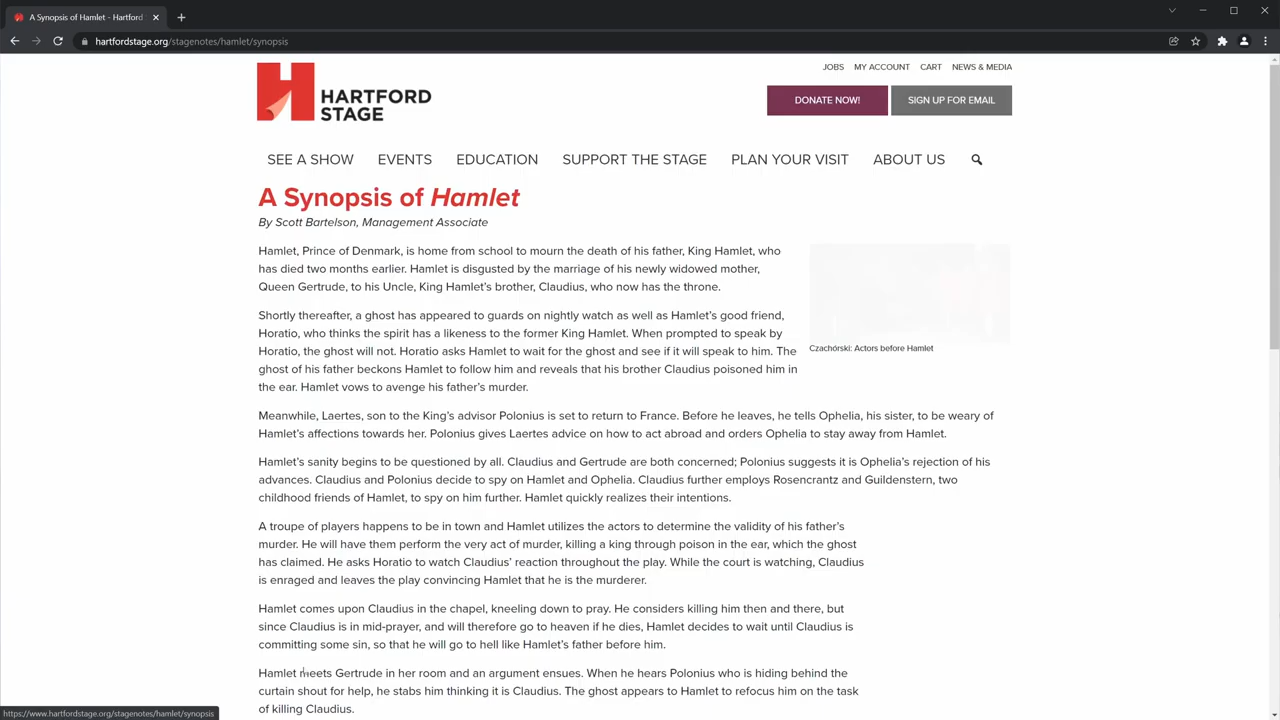 A Synopsis of Hamlet - Hartford
hartfordstage.org/stagenotes/hamlet/synopsis
JOBS MY ACCOUNT CART NEWS & MEDIA
HARTFORD
STAGE
DONATE NOW! SIGN UP FOR EMAIL
SEE A SHOW EVENTS EDUCATION SUPPORT THE STAGE PLAN YOUR VISIT ABOUT US
A Synopsis of Hamlet
By Scott Bartelson, Management Associate
Hamlet, Prince of Denmark, is home from school to mourn the death of his father, King Hamlet, who
has died two months earlier. Hamlet is disgusted by the marriage of his newly widowed mother,
Queen Gertrude, to his Uncle, King Hamlet's brother, Claudius, who now has the throne.
Shortly thereafter, a ghost has appeared to guards on nightly watch as well as Hamlet's good friend,
Horatio, who thinks the spirit has a likeness to the former King Hamlet. When prompted to speak by
Horatio, the ghost will not. Horatio asks Hamlet to wait for the ghost and see if it will speak to him. The
ghost of his father beckons Hamlet to follow him and reveals that his brother Claudius poisoned him in
the ear. Hamlet vows to avenge his father's murder.
Czachórski: Actors before Hamlet
Meanwhile, Laertes, son to the King's advisor Polonius is set to return to France. Before he leaves, he tells Ophelia, his sister, to be weary of
Hamlet's affections towards her. Polonius gives Laertes advice on how to act abroad and orders Ophelia to stay away from Hamlet.
Hamlet's sanity begins to be questioned by all. Claudius and Gertrude are both concerned; Polonius suggests it is Ophelia's rejection of his
advances. Claudius and Polonius decide to spy on Hamlet and Ophelia. Claudius further employs Rosencrantz and Guildenstern, two
childhood friends of Hamlet, to spy on him further. Hamlet quickly realizes their intentions.
A troupe of players happens to be in town and Hamlet utilizes the actors to determine the validity of his father's
murder. He will have them perform the very act of murder, killing a king through poison in the ear, which the ghost
has claimed. He asks Horatio to watch Claudius' reaction throughout the play. While the court is watching, Claudius
is enraged and leaves the play convincing Hamlet that he is the murderer.
Hamlet comes upon Claudius in the chapel, kneeling down to pray. He considers killing him then and there, but
since Claudius is in mid-prayer, and will therefore go to heaven if he dies, Hamlet decides to wait until Claudius is
committing some sin, so that he will go to hell like Hamlet's father before him.
Hamlet meets Gertrude in her room and an argument ensues. When he hears Polonius who is hiding behind the
curtain shout for help, he stabs him thinking it is Claudius. The ghost appears to Hamlet to refocus him on the task
of killing Claudius.
https://www.hartfordstage.org/stagenotes/hamlet/synopsis